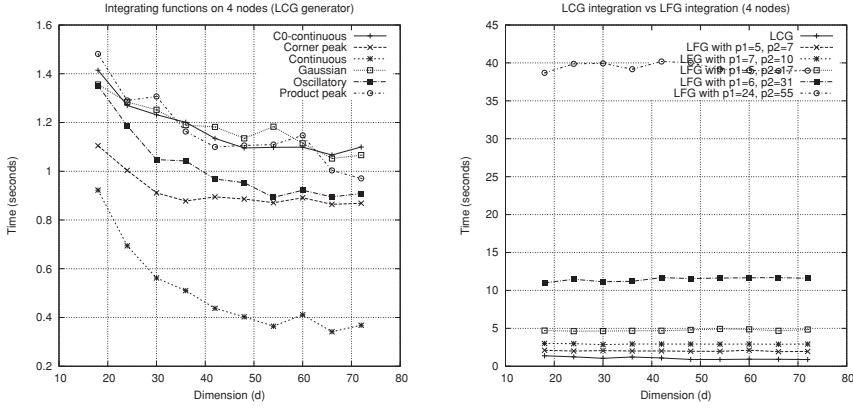 Integrating functions on 4 nodes (LCG generator)
1.6
1.4
1.2
1
0.8
0.6
0.4
0.2
Time (seconds)
C0-continuous
Corner peak
Continuous
Gaussian
Oscillatory
Product peak
10 20 30 40 50 60 70 80
Dimension (d)
LCG integration vs LFG integration (4 nodes)
45
40
35
30
25
20
15
10
5
0
Time (seconds)
LCG
LFG with p1=5, p2=7
LFG with p1=7, p2=10
LFG with p1=5, p2=17
LFG with p1=6, p2=31
LFG with p1=24, p2=55
10 20 30 40 50 60 70 80
Dimension (d)